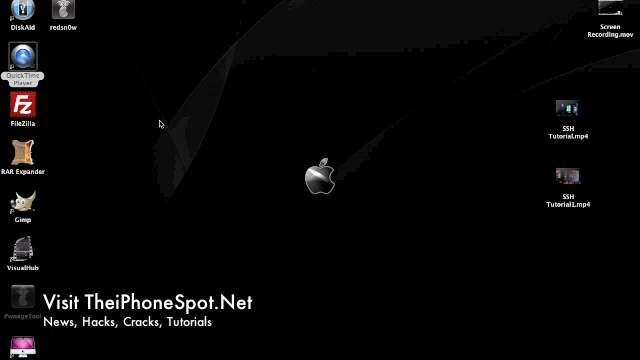 DiskAid
redsn0w
Screen
Recording.mov
QuickTime
Player
FileZilla
SSH
Tutorial.mp4
RAR Expander
Gimp
SSH
Tutorial1.mp4
VisualHub
Visit TheiPhoneSpot.Net
PwnageTool
News, Hacks, Cracks, Tutorials